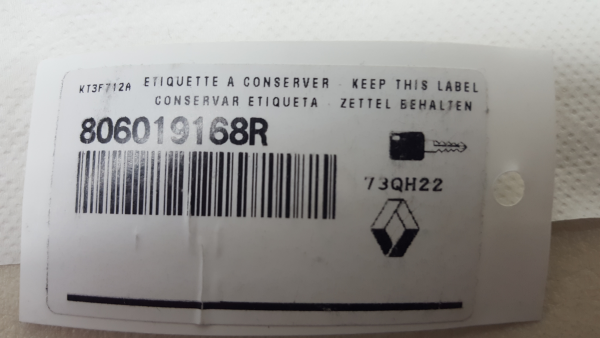 KT3F712A ETIQUETTE A CONSERVER - KEEP THIS LABEL
CONSERVAR ETIQUETA - ZETTEL BEHALTEN
806019168R
73QH22